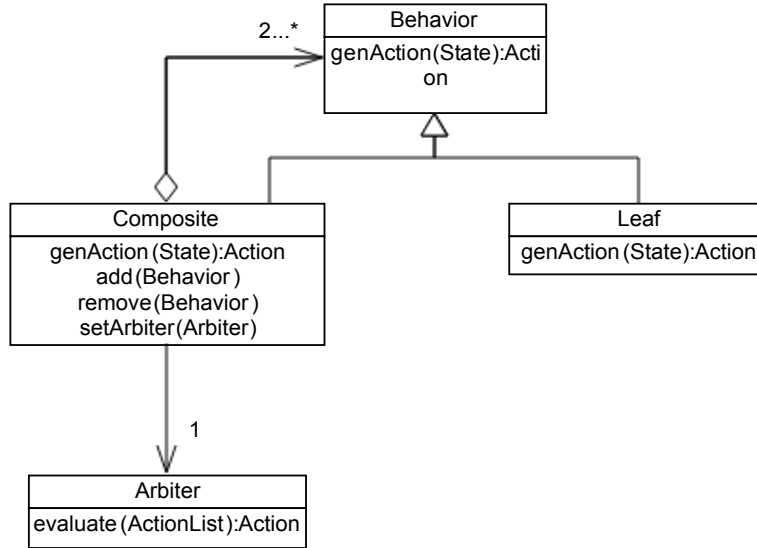 Behavior
2...*
genAction(State):Acti
on
Composite
Leaf
genAction(State):Action
genAction(State):Action
add(Behavior)
remove(Behavior)
setArbiter(Arbiter)
1
Arbiter
evaluate(ActionList):Action